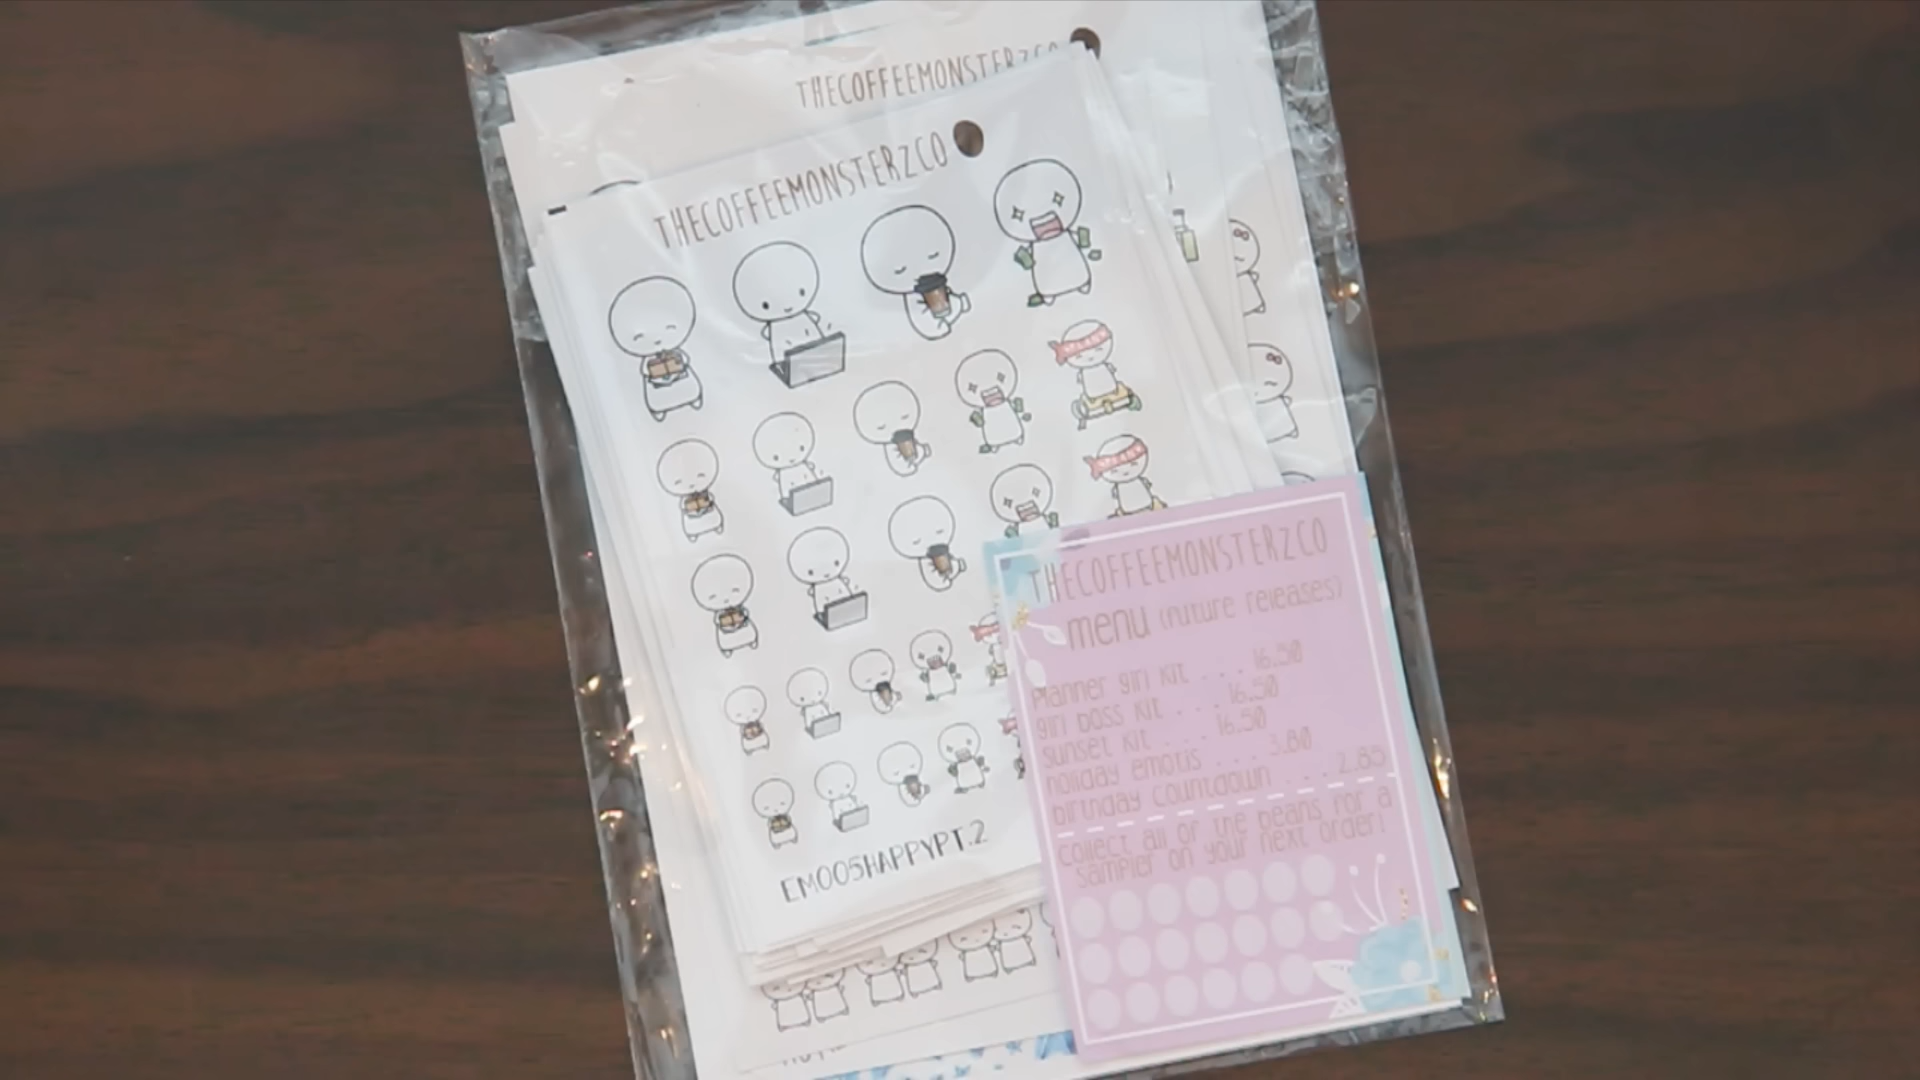 THECOFFEEMONSTERZCO
THECOFFEEMONSTERZCO
EM005HAPPYPT.2
THECOFFEEMONSTERZCO
menu (future releases)
planner girl kit . . . 16.50
girl boss kit . . . 16.50
sunset kit . . . 16.50
holiday emotis . . . 3.80
birthday countdown . . . 2.85
collect all of the beans for a
sampler on your next order!